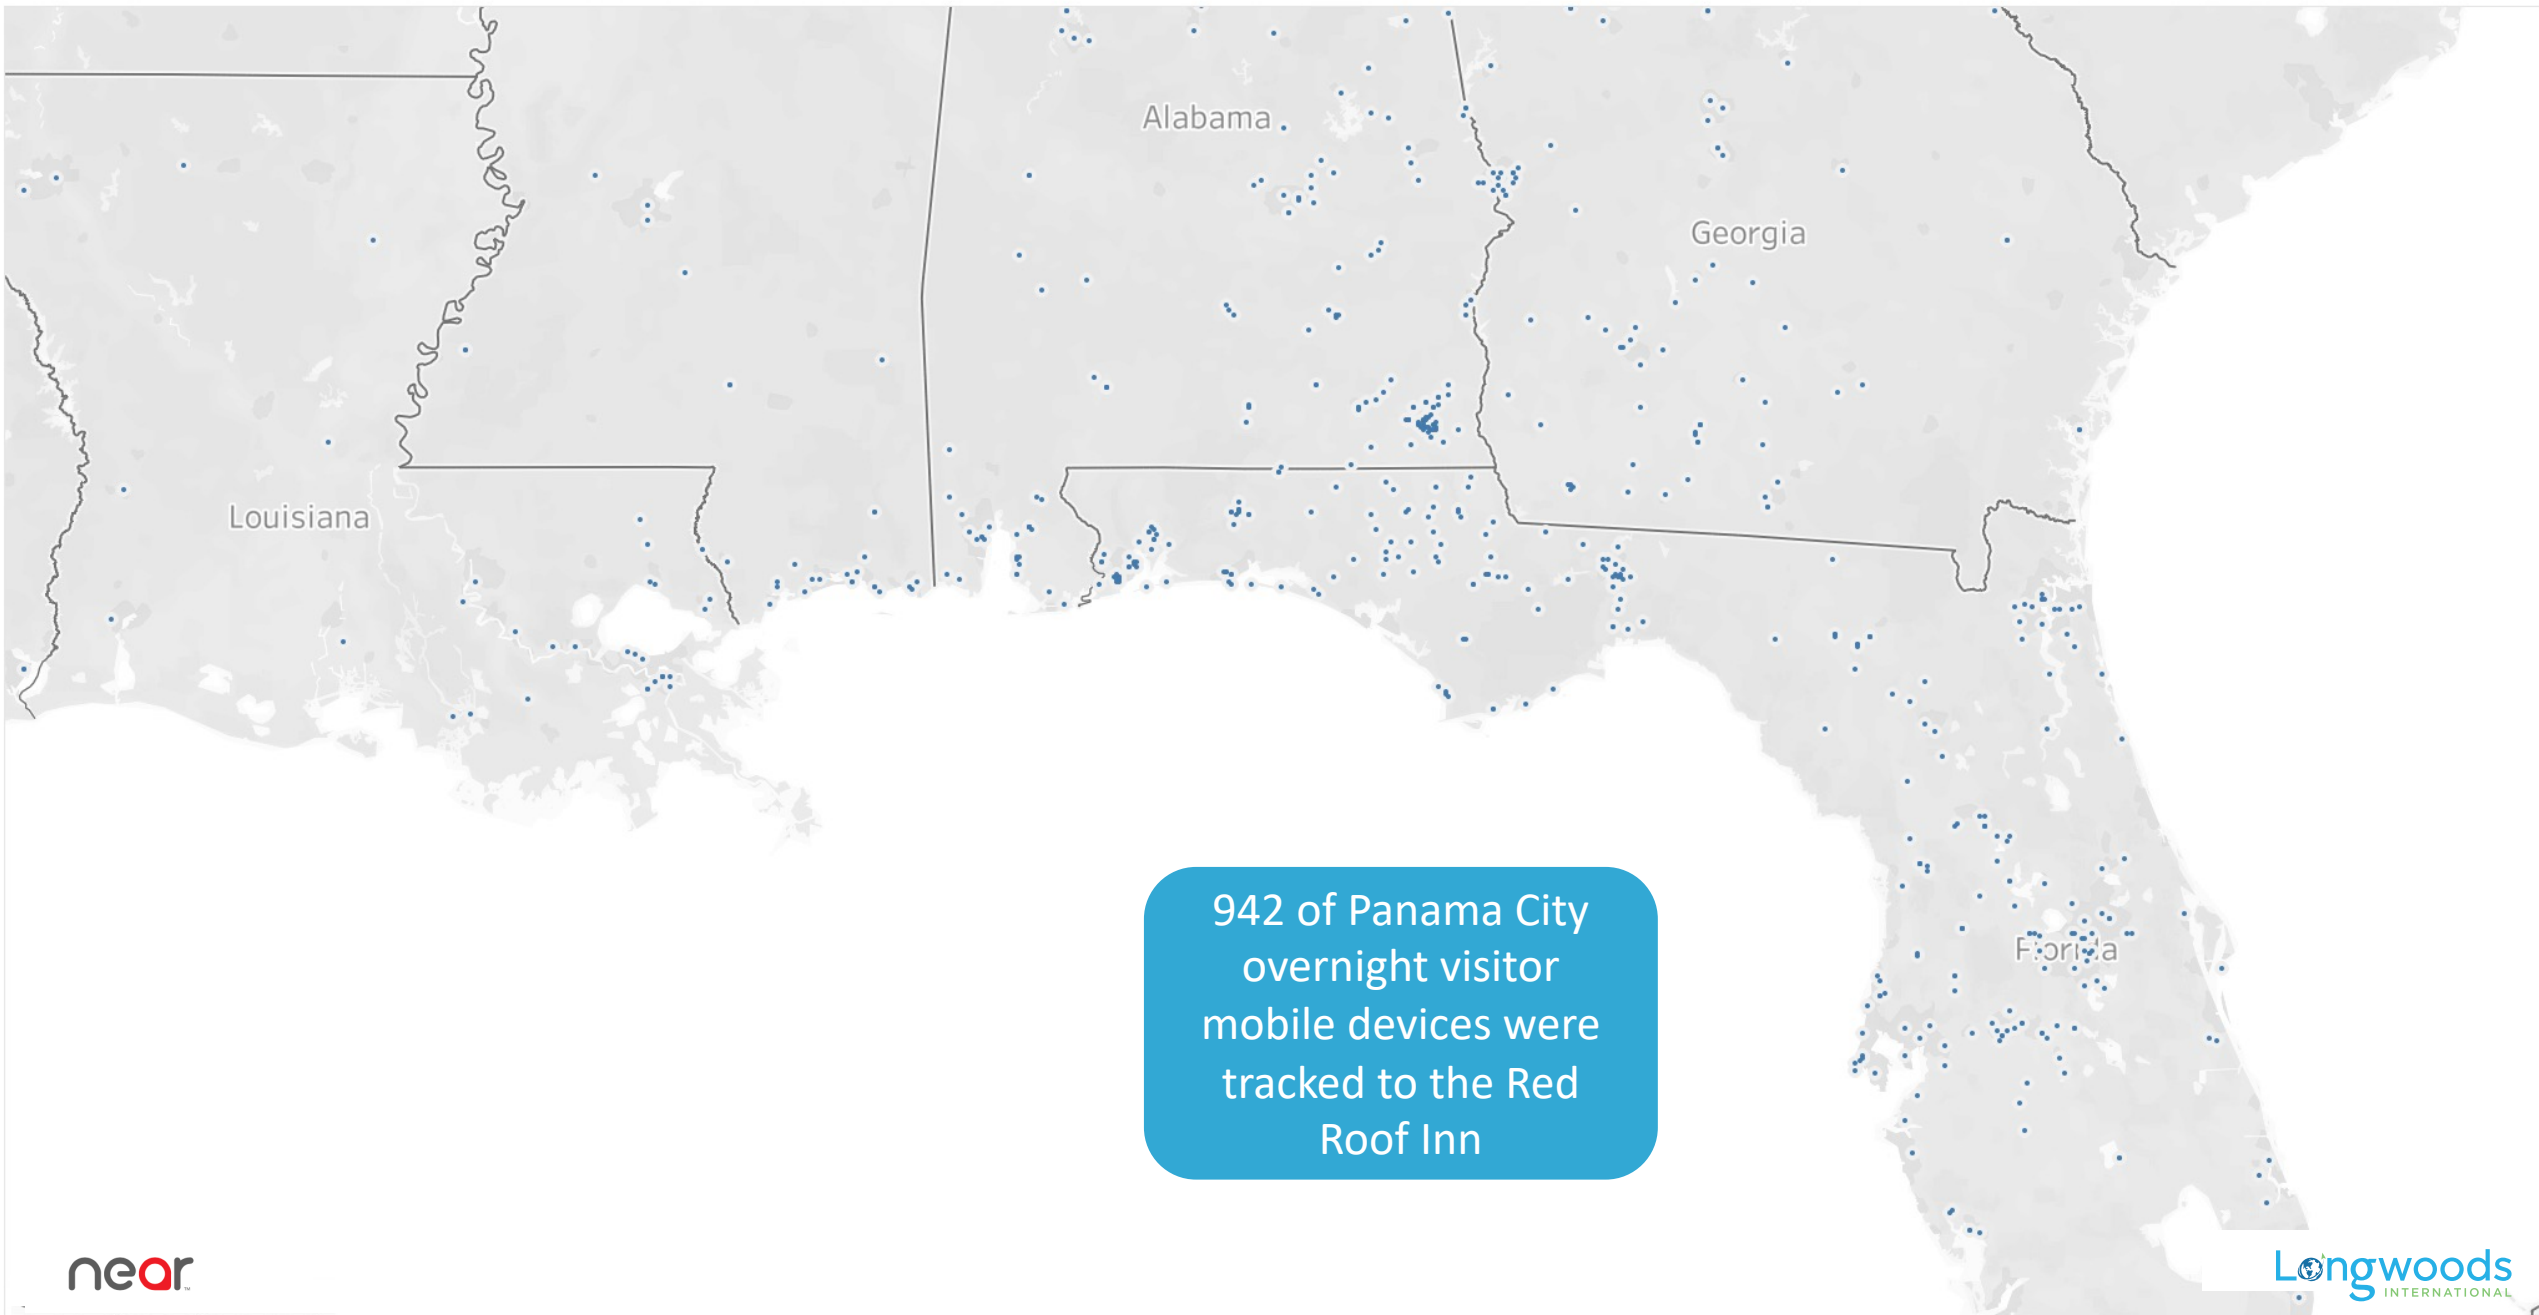 Alabama
Georgia
Louisiana
Florida
942 of Panama City
overnight visitor
mobile devices were
tracked to the Red
Roof Inn
near
Longwoods
INTERNATIONAL